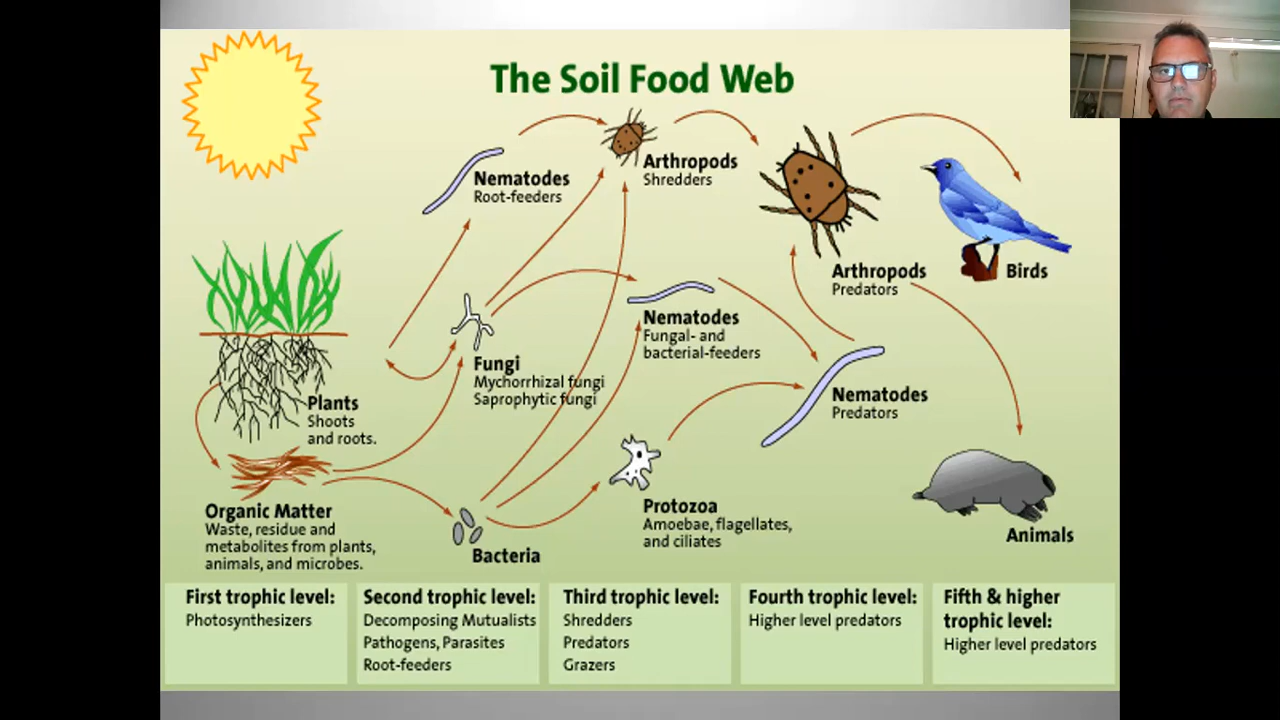 The Soil Food Web
Nematodes
Root-feeders
Arthropods
Shredders
Arthropods
Predators
Birds
Nematodes
Fungal- and
bacterial-feeders
Fungi
Mychorrhizal fungi
Saprophytic fungi
Nematodes
Predators
Plants
Shoots
and roots.
Organic Matter
Waste, residue and
metabolites from plants,
animals, and microbes.
Bacteria
Protozoa
Amoebae, flagellates,
and ciliates
Animals
First trophic level:
Photosynthesizers
Second trophic level:
Decomposing Mutualists
Pathogens, Parasites
Root-feeders
Third trophic level:
Shredders
Predators
Grazers
Fourth trophic level:
Higher level predators
Fifth & higher
trophic level:
Higher level predators